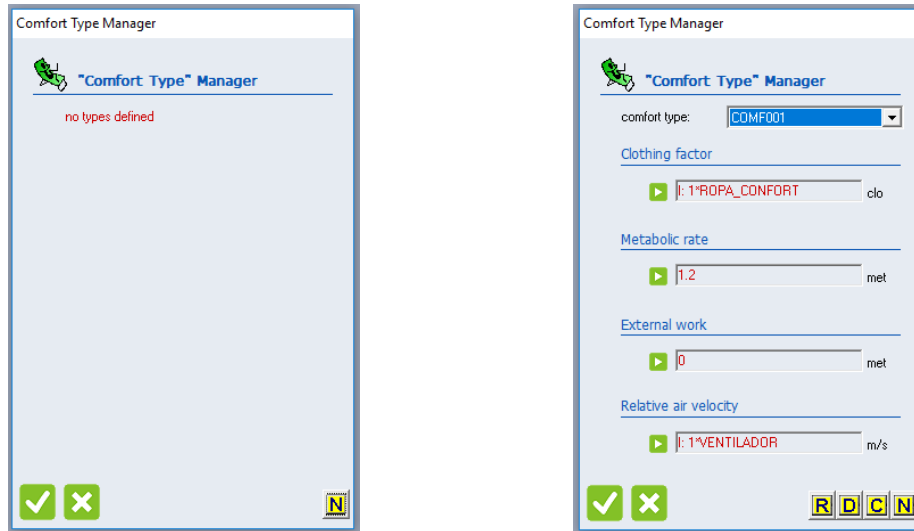 Comfort Type Manager
"Comfort Type" Manager
no types defined
N
Comfort Type Manager
"Comfort Type" Manager
comfort type: COMF001
Clothing factor
I: 1*ROPA_CONFORT clo
Metabolic rate
1.2 met
External work
0 met
Relative air velocity
I: 1*VENTILADOR m/s
R D C N